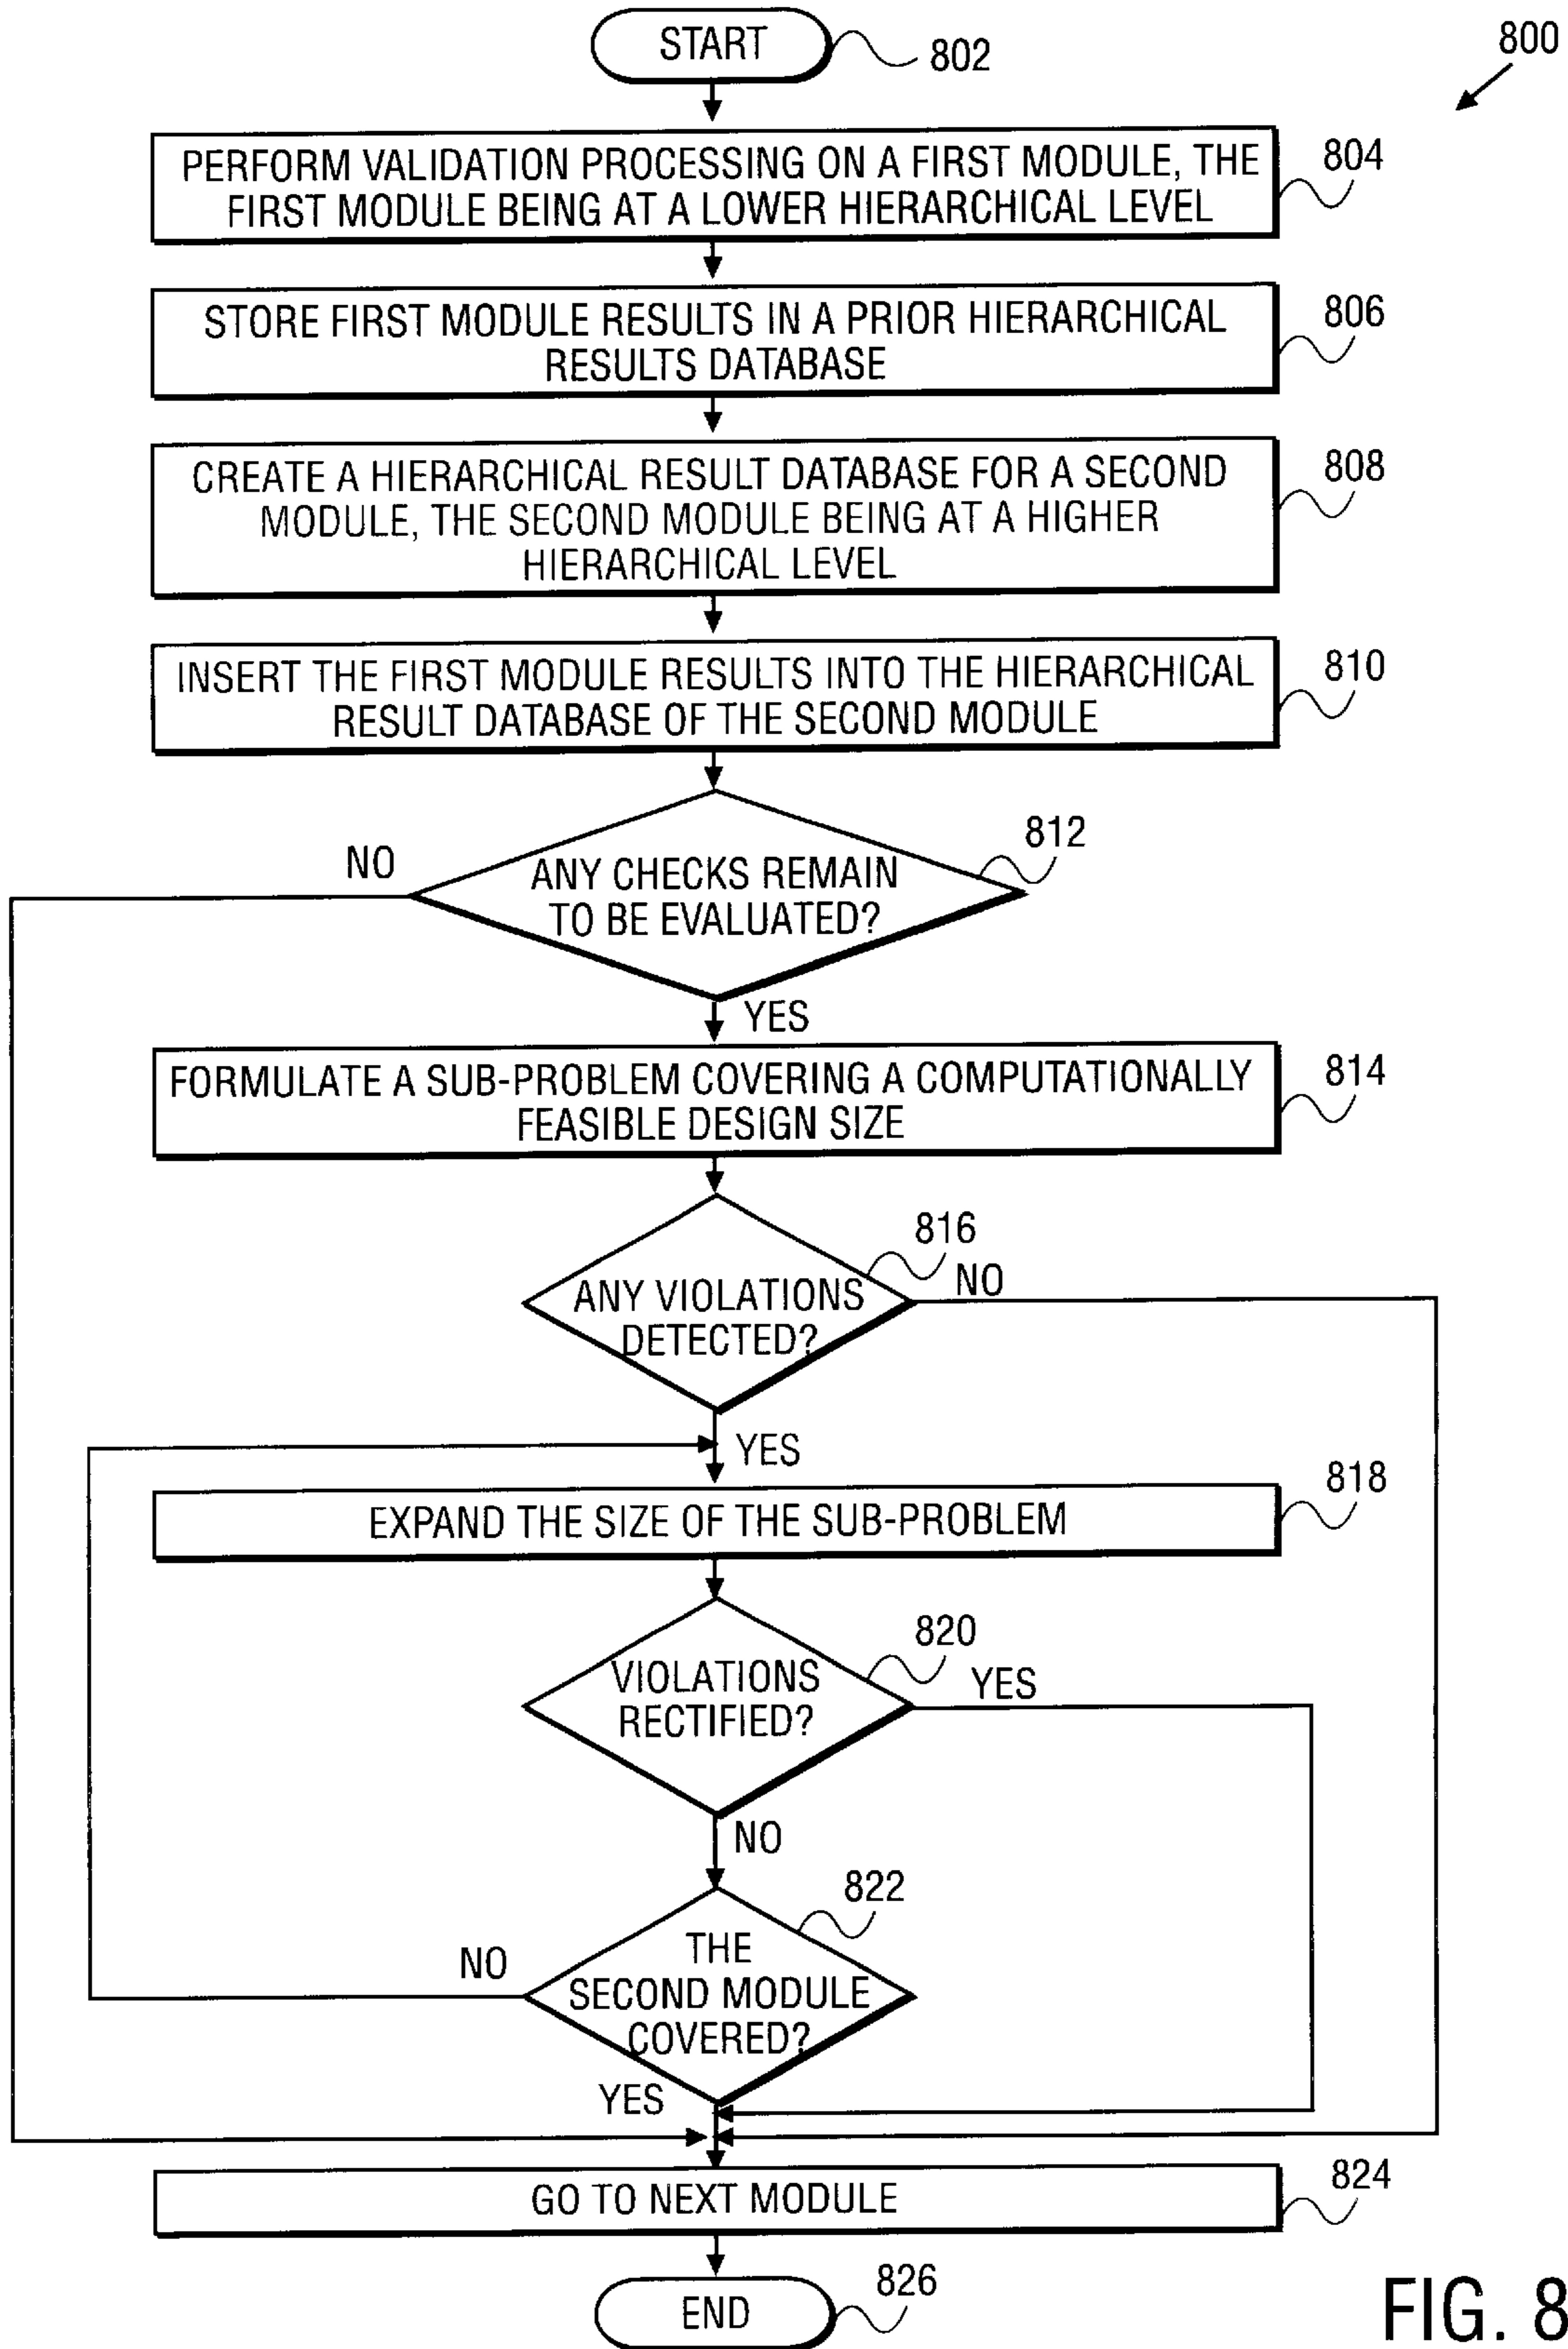 START
802
800
PERFORM VALIDATION PROCESSING ON A FIRST MODULE, THE
FIRST MODULE BEING AT A LOWER HIERARCHICAL LEVEL
804
STORE FIRST MODULE RESULTS IN A PRIOR HIERARCHICAL
RESULTS DATABASE
806
CREATE A HIERARCHICAL RESULT DATABASE FOR A SECOND
MODULE, THE SECOND MODULE BEING AT A HIGHER
HIERARCHICAL LEVEL
808
INSERT THE FIRST MODULE RESULTS INTO THE HIERARCHICAL
RESULT DATABASE OF THE SECOND MODULE
810
812
NO
ANY CHECKS REMAIN
TO BE EVALUATED?
YES
FORMULATE A SUB-PROBLEM COVERING A COMPUTATIONALLY
FEASIBLE DESIGN SIZE
814
816
NO
ANY VIOLATIONS
DETECTED?
YES
EXPAND THE SIZE OF THE SUB-PROBLEM
818
820
VIOLATIONS
RECTIFIED?
YES
NO
822
THE
SECOND MODULE
COVERED?
NO
YES
GO TO NEXT MODULE
824
END
826
FIG. 8